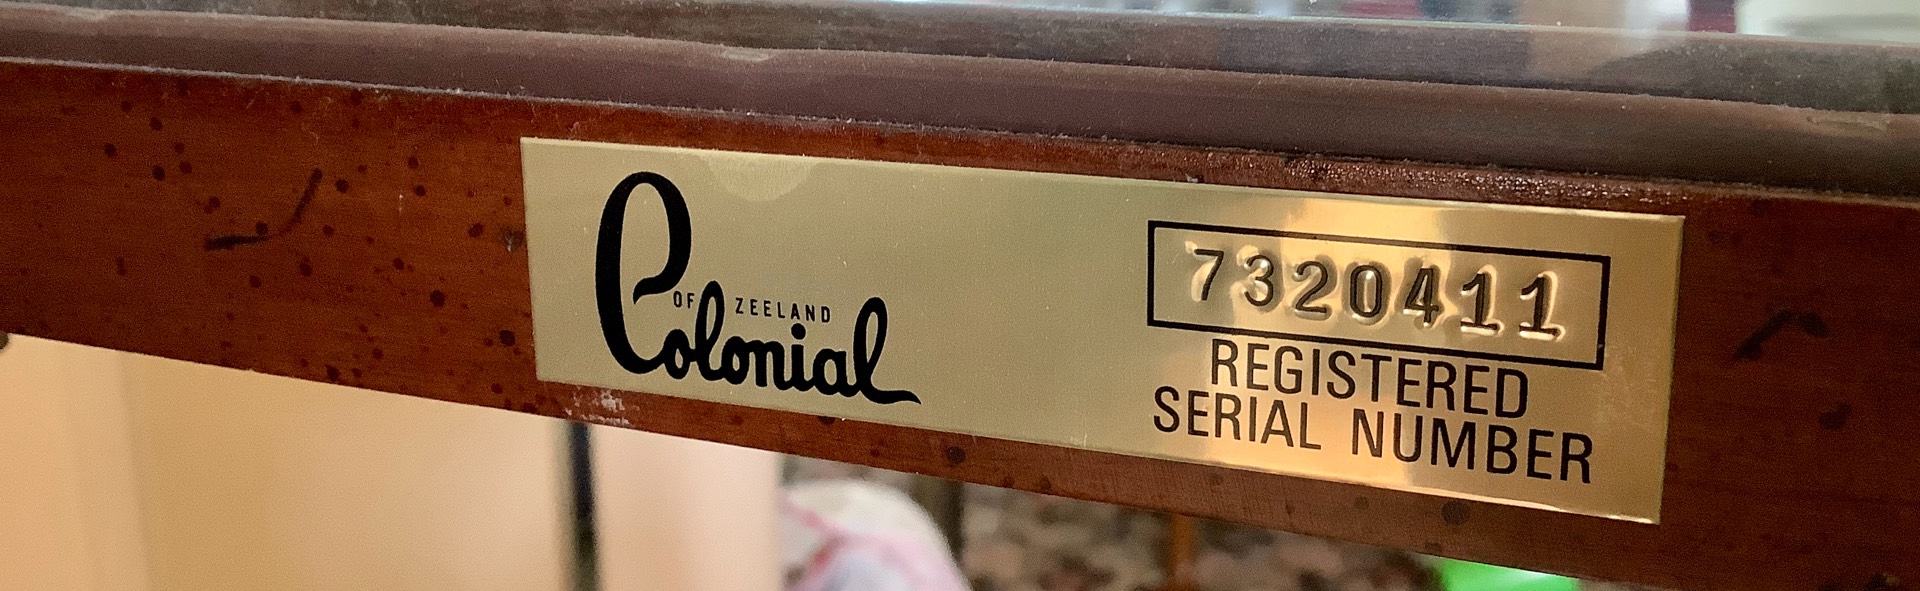 OF ZEELAND
Colonial
7320411
REGISTERED
SERIAL NUMBER